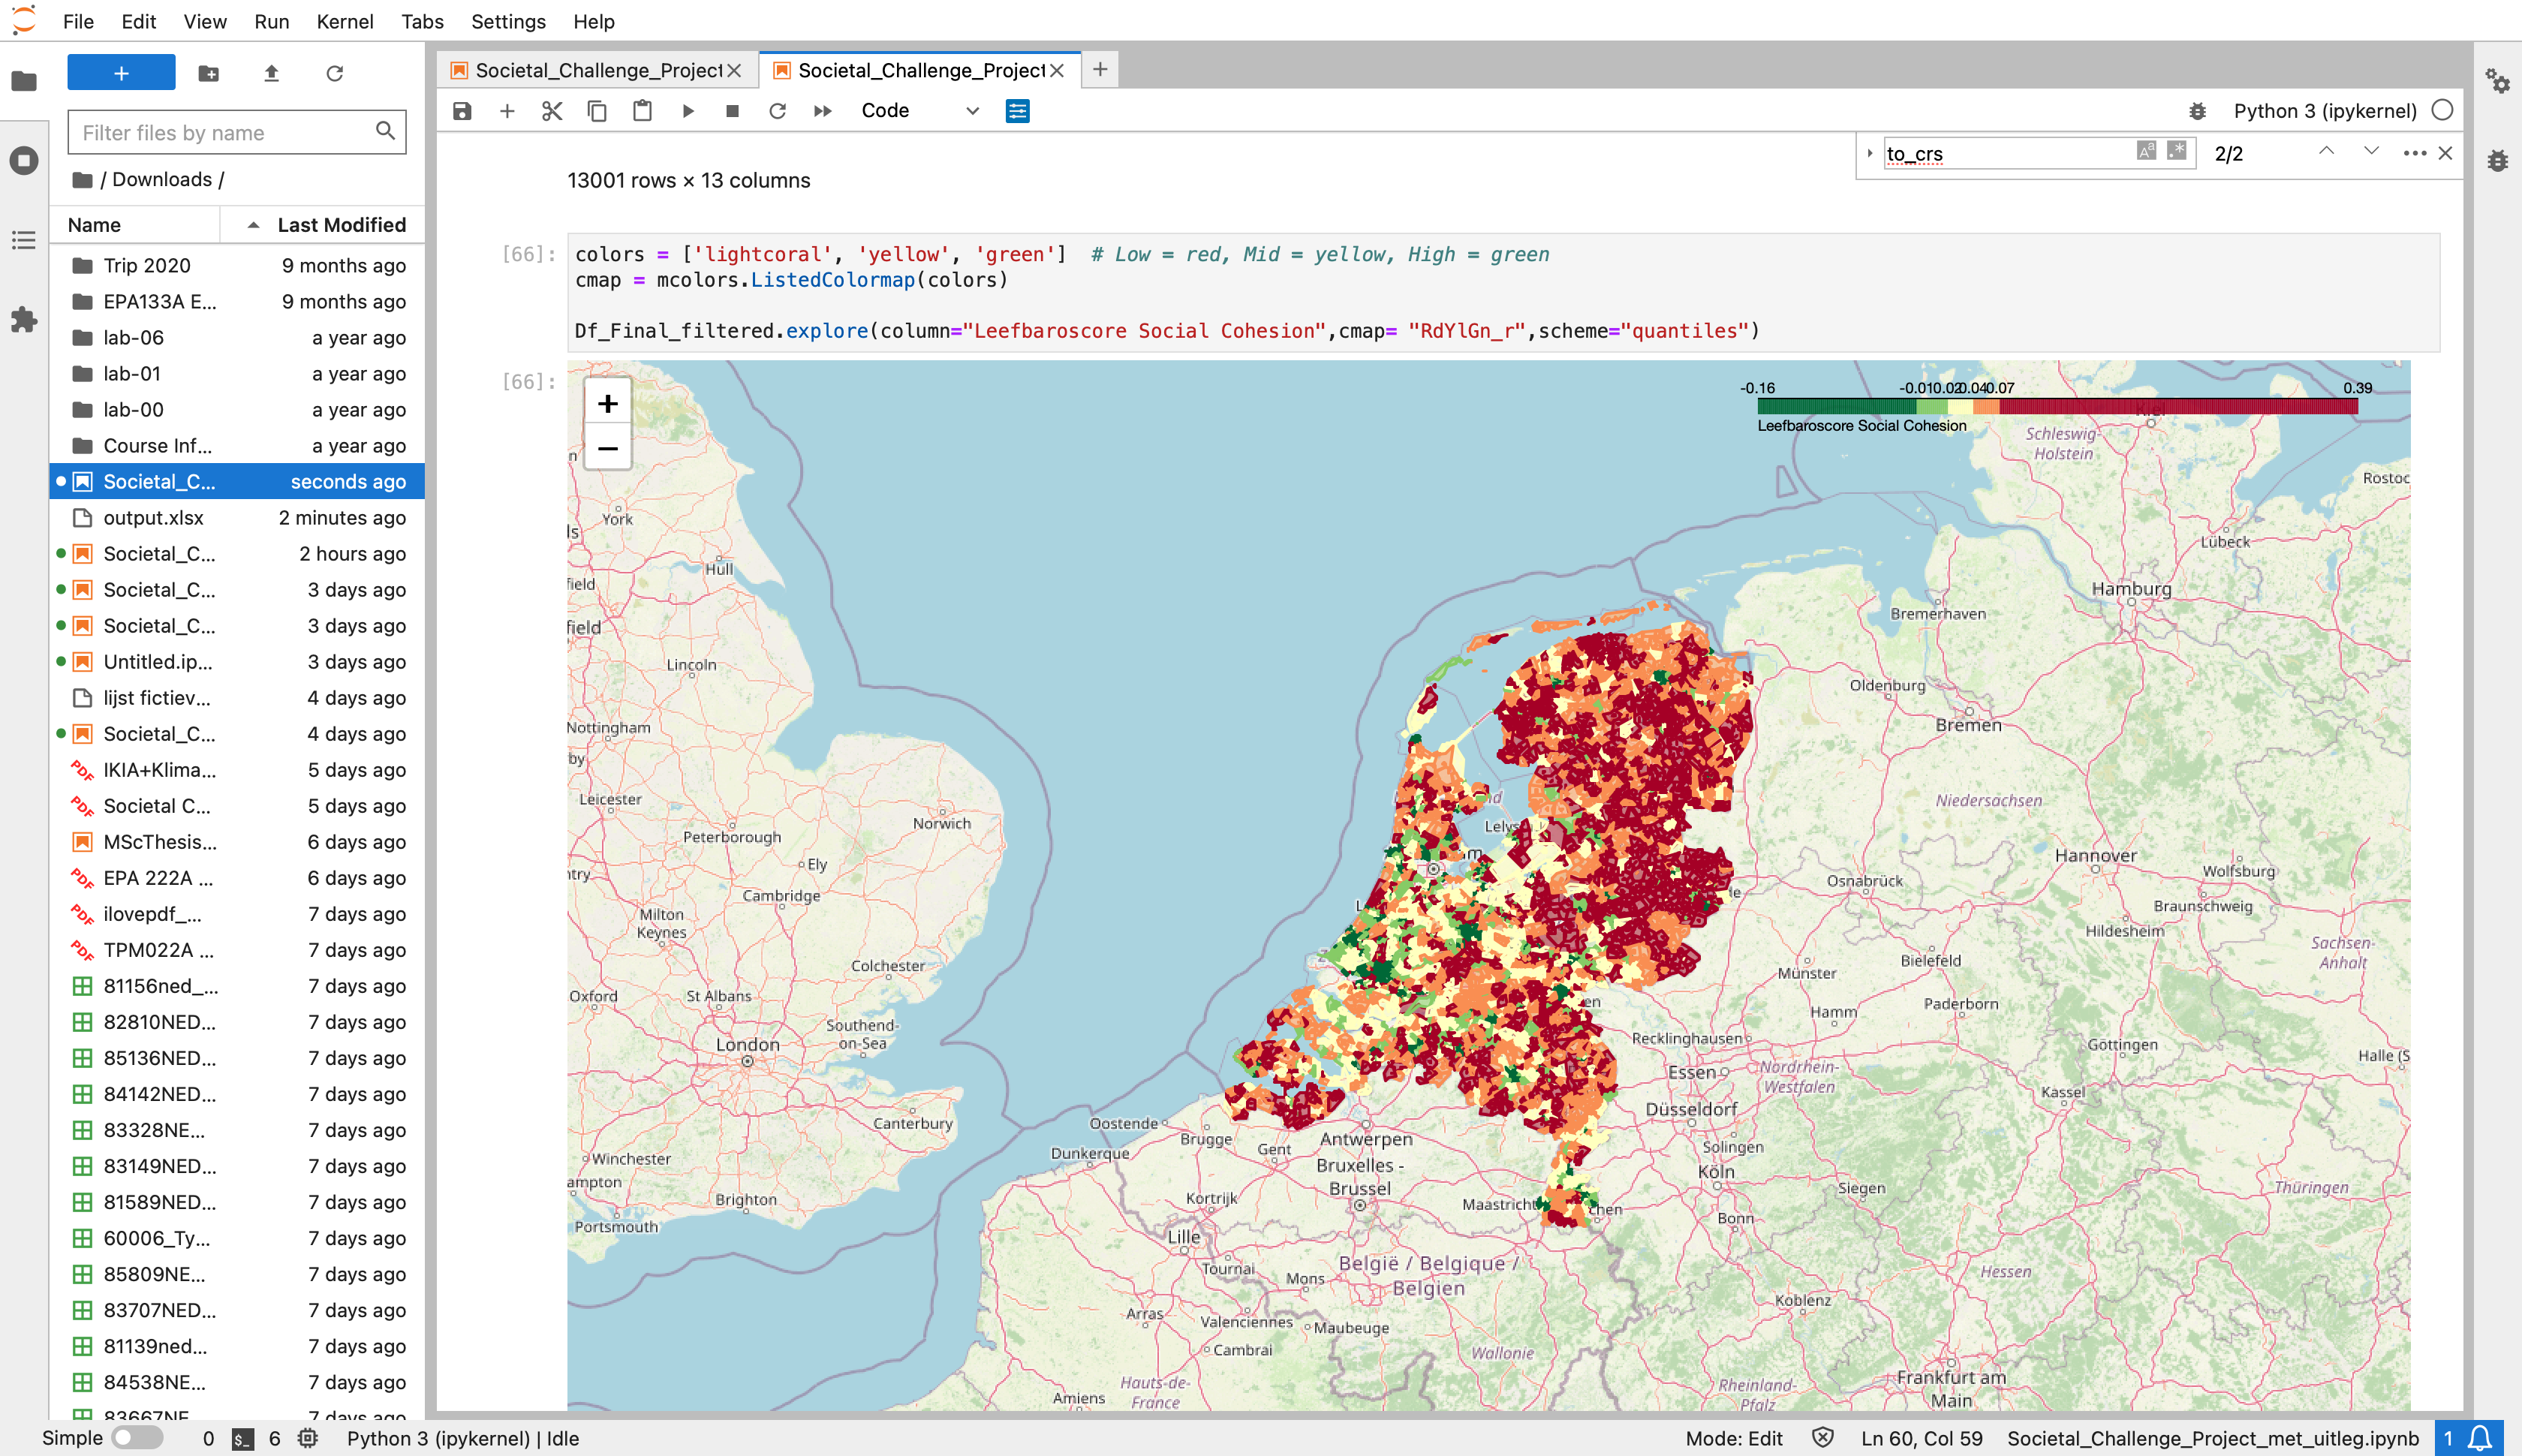 File Edit View Run Kernel Tabs Settings Help
Filter files by name
/ Downloads /
Name Last Modified
Trip 2020 9 months ago
EPA133A E... 9 months ago
lab-06 a year ago
lab-01 a year ago
lab-00 a year ago
Course Inf... a year ago
Societal_C... seconds ago
output.xlsx 2 minutes ago
Societal_C... 2 hours ago
Societal_C... 3 days ago
Societal_C... 3 days ago
Untitled.ip... 3 days ago
lijst fictiev... 4 days ago
Societal_C... 4 days ago
IKIA+Klima... 5 days ago
Societal C... 5 days ago
MScThesis... 6 days ago
EPA 222A ... 6 days ago
ilovepdf_... 7 days ago
TPM022A ... 7 days ago
81156ned_... 7 days ago
82810NED... 7 days ago
85136NED... 7 days ago
84142NED... 7 days ago
83328NE... 7 days ago
83149NED... 7 days ago
81589NED... 7 days ago
60006_Ty... 7 days ago
85809NE... 7 days ago
83707NED... 7 days ago
81139ned... 7 days ago
84538NE... 7 days ago
83667NE 7 days ago
Societal_Challenge_Project
Societal_Challenge_Project
Code
Python 3 (ipykernel)
to_crs 2/2
13001 rows × 13 columns
[66]:
colors = ['lightcoral', 'yellow', 'green'] # Low = red, Mid = yellow, High = green
cmap = mcolors.ListedColormap(colors)
Df_Final_filtered.explore(column="Leefbaroscore Social Cohesion",cmap= "RdYlGn_r",scheme="quantiles")
[66]:
+
−
-0.16 -0.01 0.02 0.04 0.07 0.39
Leefbaroscore Social Cohesion
Kiel
Schleswig-
Holstein
Rostoc
York
Lübeck
Hull
field
Hamburg
Bremerhaven
field
Lincoln
Oldenburg
Bremen
Nottingham
by
Leicester
Niedersachsen
Peterborough
Norwich
Lelys
Ely
Hannover
Wolfsburg
ntry
Cambridge
Osnabrück
Milton
Keynes
Braunschweig
Hildesheim
Sachsen-
Anhalt
Colchester
Bielefeld
Münster
Oxford
St Albans
Hamm
Paderborn
Southend-
on-Sea
London
Recklinghausen
Göttingen
Halle (S
Essen
Nordrhein-
Westfalen
Kassel
Düsseldorf
Canterbury
Oostende
Brugge
Gent
Antwerpen
Solingen
Dunkerque
Winchester
Bruxelles -
Brussel
Köln
ampton
Brighton
Kortrijk
Maastricht
Siegen
Thüringen
Portsmouth
chen
Bonn
Lille
Tournai
Mons
België / Belgique /
Belgien
Hessen
Koblenz
Arras
Valenciennes
Maubeuge
Cambrai
Wallonie
Hauts-de-
France
Amiens
Rheinland-
Pfalz
Frankfurt am
Main
Simple 0 6 Python 3 (ipykernel) | Idle Mode: Edit Ln 60, Col 59 Societal_Challenge_Project_met_uitleg.ipynb 1